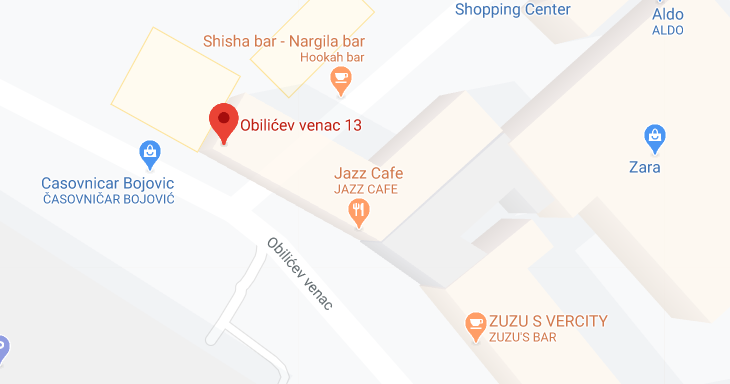 Shopping Center
Aldo
ALDO
Shisha bar - Nargila bar
Hookah bar
Obilićev venac 13
Zara
Jazz Cafe
JAZZ CAFE
Casovnicar Bojovic
ČASOVNIČAR BOJOVIĆ
Obilićev venac
ZUZU S VERCITY
ZUZU'S BAR